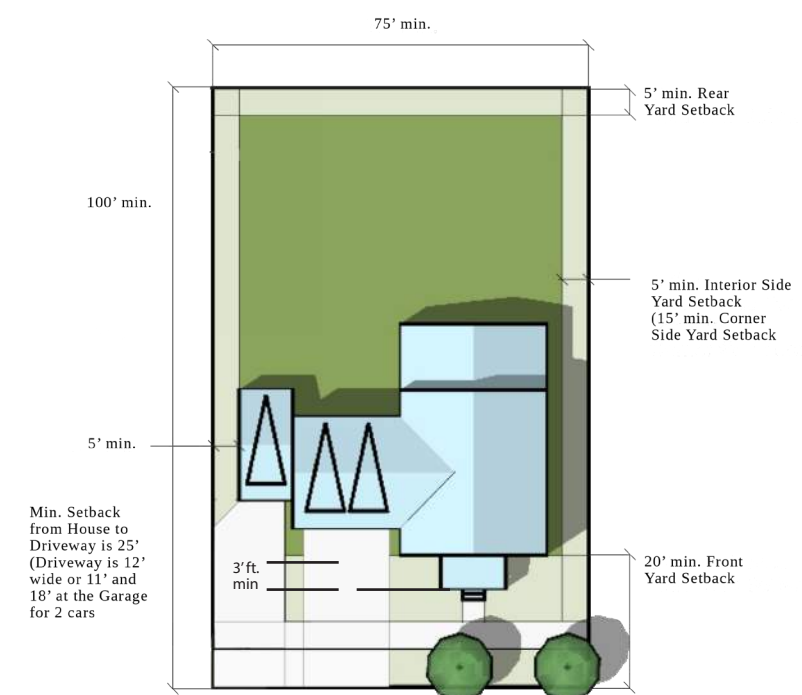 75’ min.
5’ min. Rear
Yard Setback
100’ min.
5’ min. Interior Side
Yard Setback
(15’ min. Corner
Side Yard Setback
5’ min.
Min. Setback
from House to
Driveway is 25’
(Driveway is 12’
wide or 11’ and
18’ at the Garage
for 2 cars
3’ ft.
min
20’ min. Front
Yard Setback